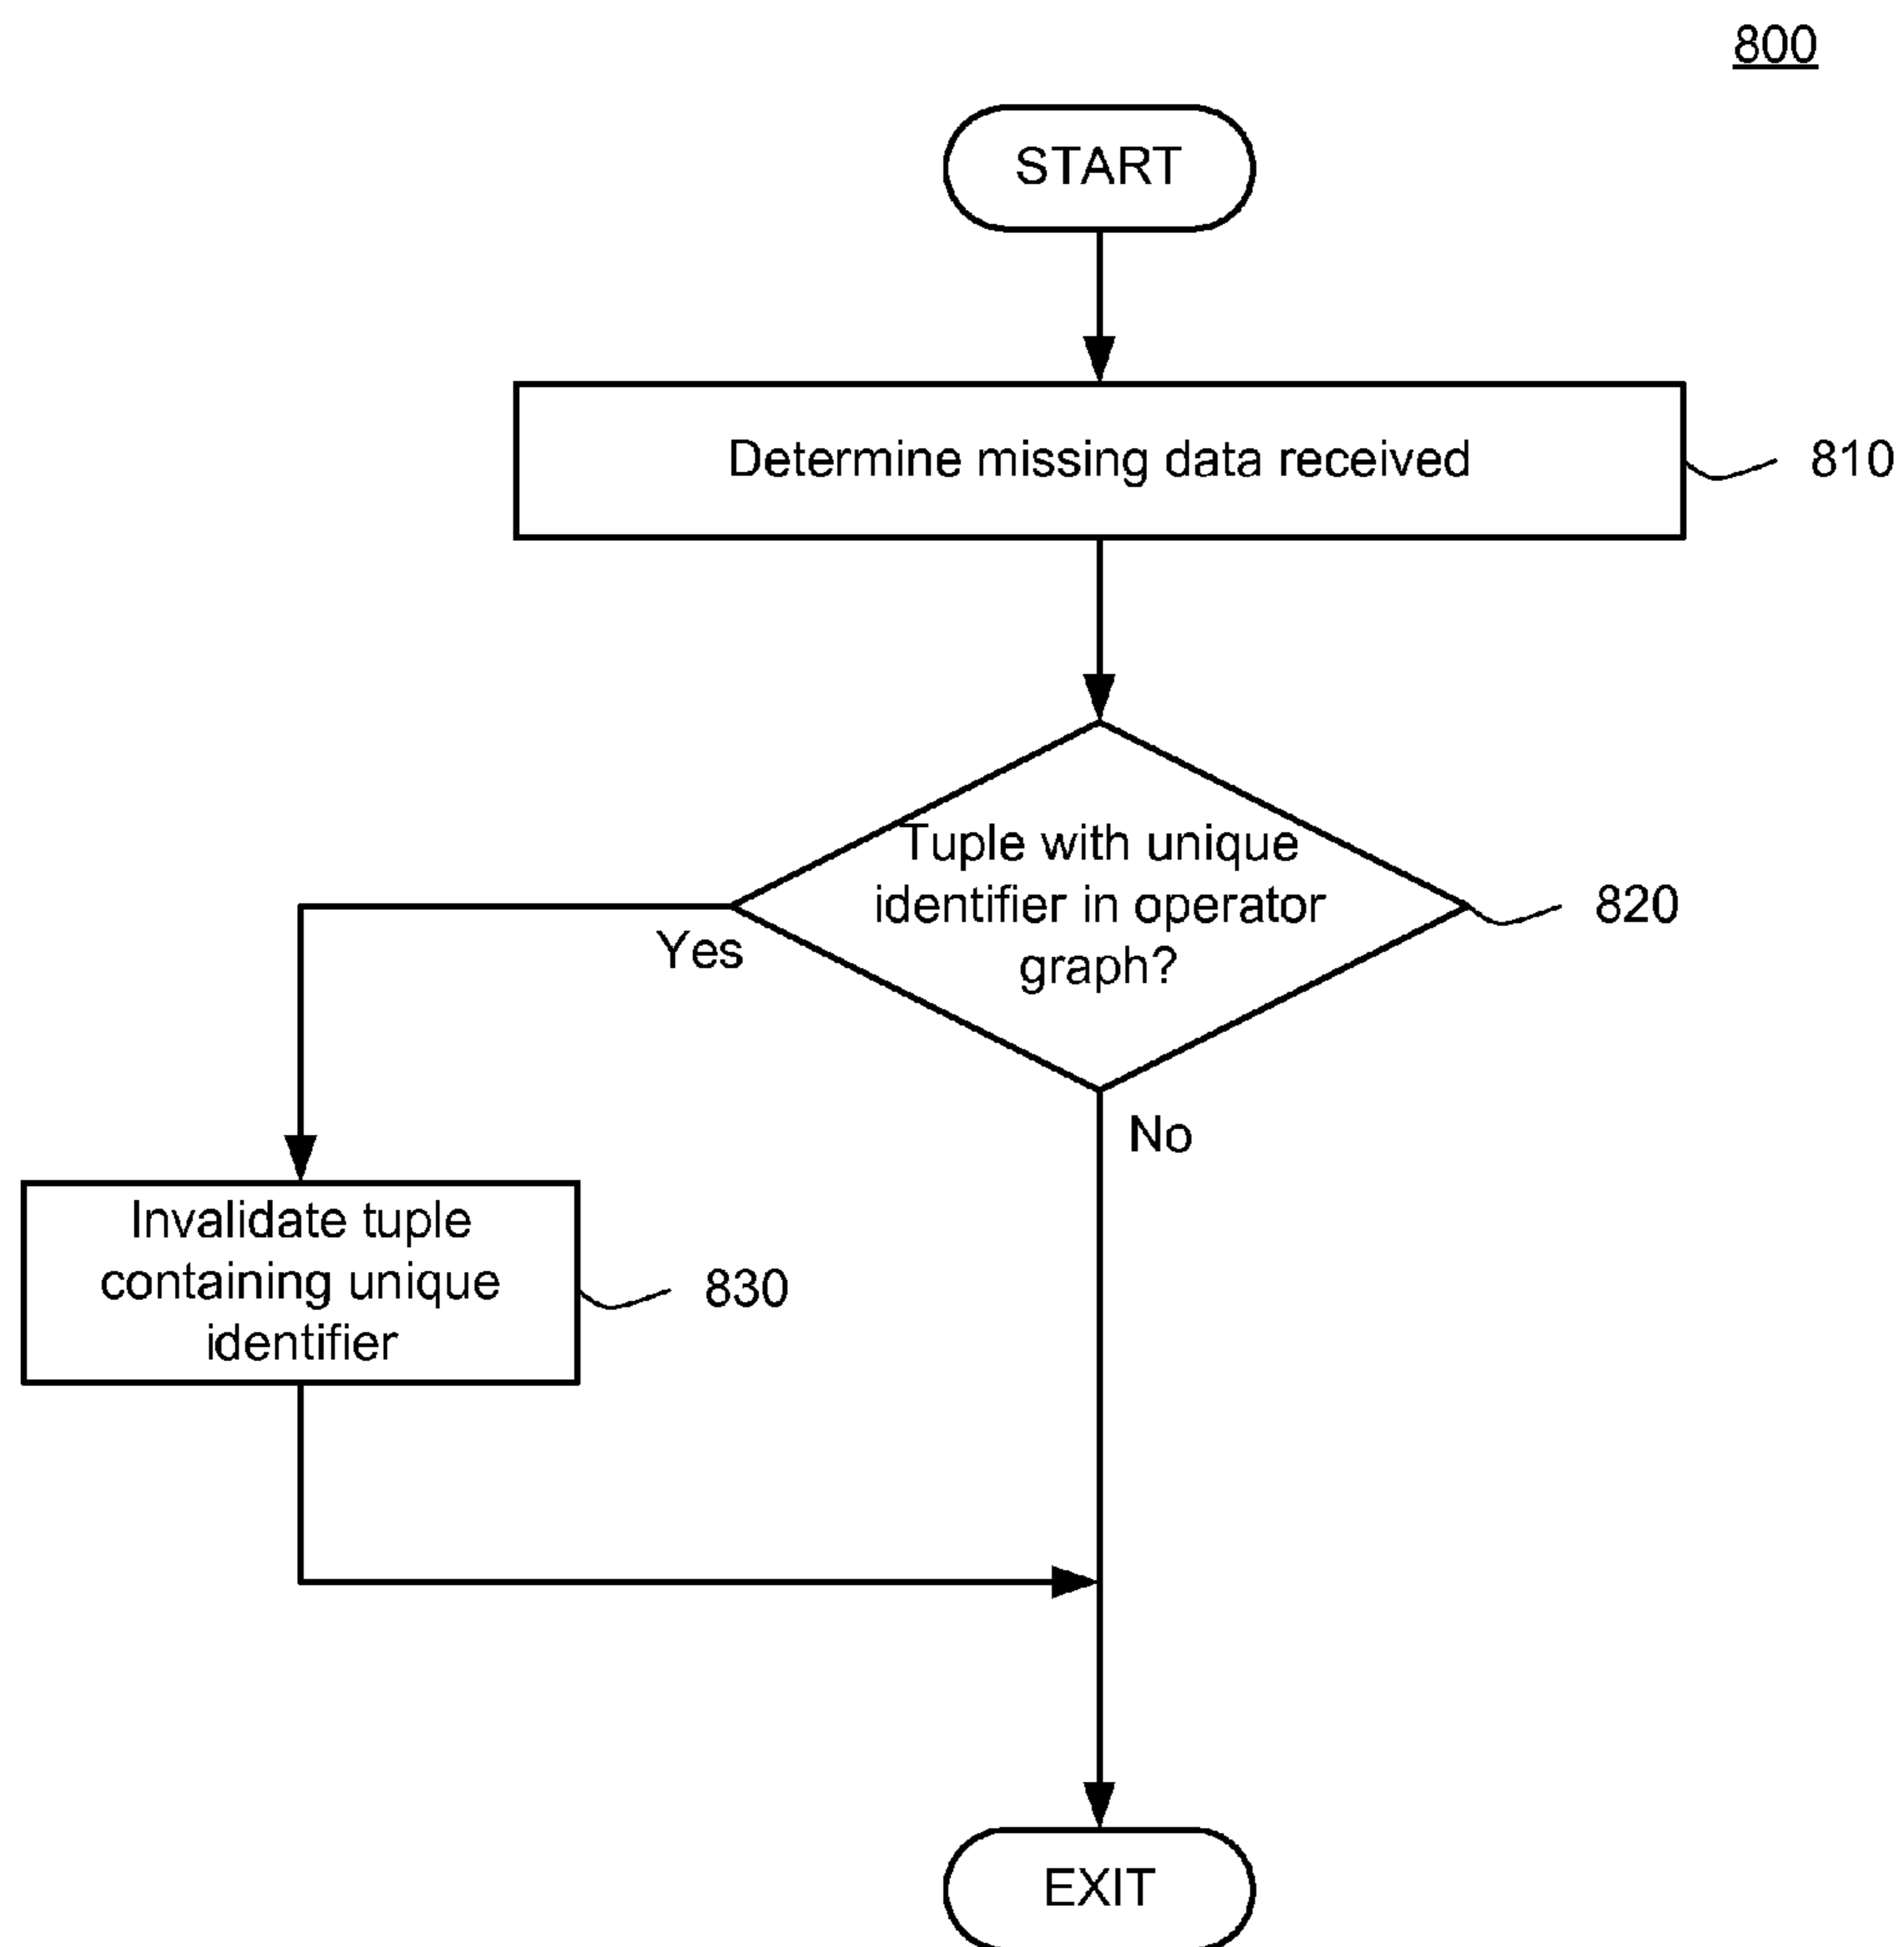 800
START
Determine missing data received
810
Tuple with unique
identifier in operator
graph?
820
Yes
No
Invalidate tuple
containing unique
identifier
830
EXIT